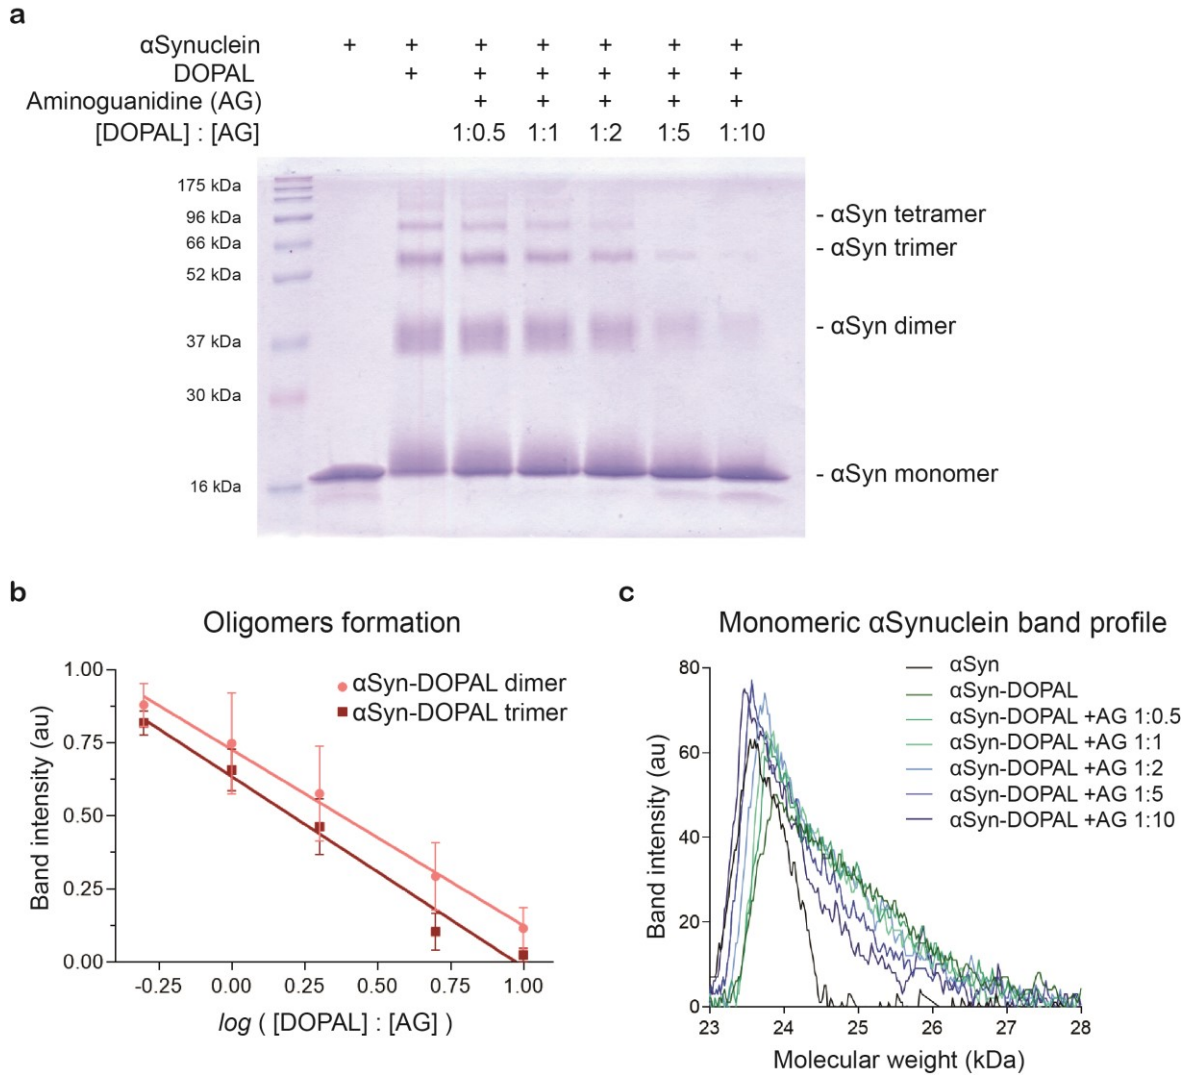 a
αSynuclein + + + + + + +
DOPAL + + + + + +
Aminoguanidine (AG) + + + + +
[DOPAL] : [AG] 1:0.5 1:1 1:2 1:5 1:10
175 kDa
96 kDa
66 kDa
52 kDa
37 kDa
30 kDa
16 kDa
- αSyn tetramer
- αSyn trimer
- αSyn dimer
- αSyn monomer
b
Oligomers formation
αSyn-DOPAL dimer
αSyn-DOPAL trimer
Band intensity (au)
1.00
0.75
0.50
0.25
0.00
-0.25 0.00 0.25 0.50 0.75 1.00
log ( [DOPAL] : [AG] )
c
Monomeric αSynuclein band profile
αSyn
αSyn-DOPAL
αSyn-DOPAL +AG 1:0.5
αSyn-DOPAL +AG 1:1
αSyn-DOPAL +AG 1:2
αSyn-DOPAL +AG 1:5
αSyn-DOPAL +AG 1:10
Band intensity (au)
80
60
40
20
0
23 24 25 26 27 28
Molecular weight (kDa)